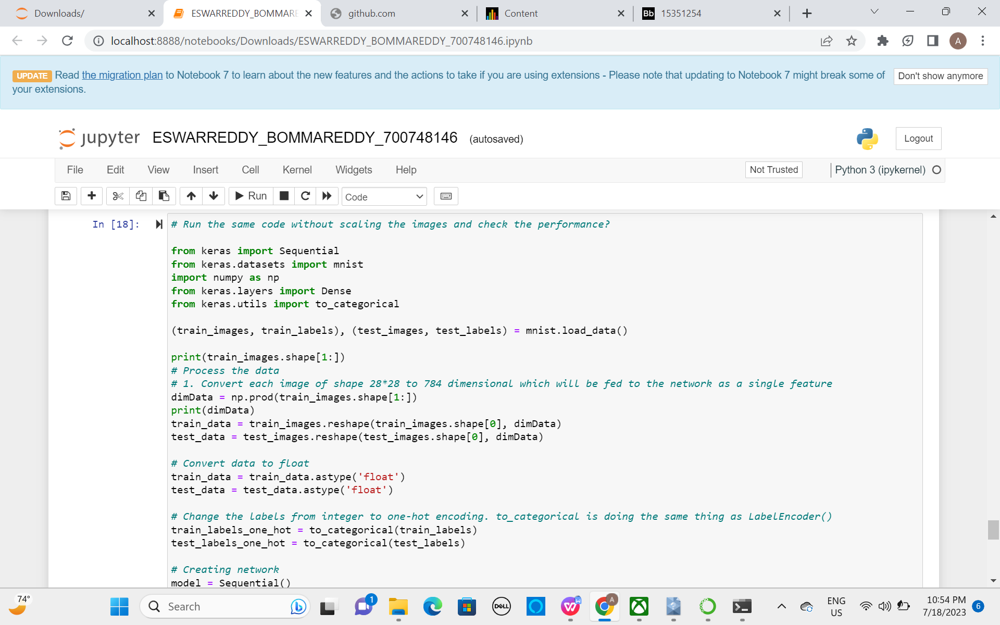 Downloads/
ESWARREDDY_BOMMARE
github.com
Content
Bb 15351254
localhost:8888/notebooks/Downloads/ESWARREDDY_BOMMAREDDY_700748146.ipynb
A
UPDATE Read the migration plan to Notebook 7 to learn about the new features and the actions to take if you are using extensions - Please note that updating to Notebook 7 might break some of
your extensions.
Don't show anymore
jupyter ESWARREDDY_BOMMAREDDY_700748146 (autosaved)
Logout
File Edit View Insert Cell Kernel Widgets Help
Not Trusted
Python 3 (ipykernel)
Run
Code
In [18]:
# Run the same code without scaling the images and check the performance?
from keras import Sequential
from keras.datasets import mnist
import numpy as np
from keras.layers import Dense
from keras.utils import to_categorical
(train_images, train_labels), (test_images, test_labels) = mnist.load_data()
print(train_images.shape[1:])
# Process the data
# 1. Convert each image of shape 28*28 to 784 dimensional which will be fed to the network as a single feature
dimData = np.prod(train_images.shape[1:])
print(dimData)
train_data = train_images.reshape(train_images.shape[0], dimData)
test_data = test_images.reshape(test_images.shape[0], dimData)
# Convert data to float
train_data = train_data.astype('float')
test_data = test_data.astype('float')
# Change the labels from integer to one-hot encoding. to_categorical is doing the same thing as LabelEncoder()
train_labels_one_hot = to_categorical(train_labels)
test_labels_one_hot = to_categorical(test_labels)
# Creating network
model = Sequential()
74°
Search
1
DELL
A
ENG
US
10:54 PM
7/18/2023
6